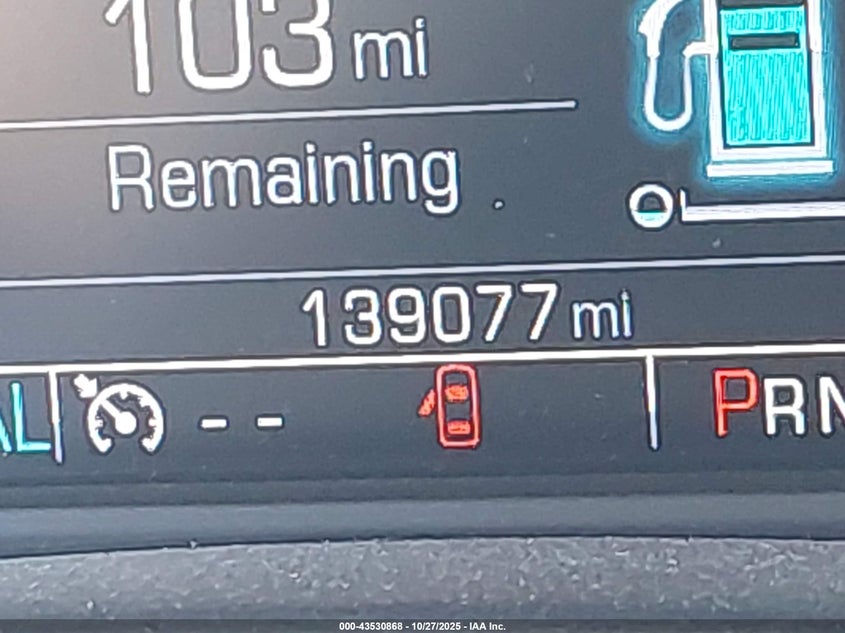 103 mi
Remaining
139077 mi
AL
-- PRN
000-43530868 - 10/27/2025 - IAA Inc.